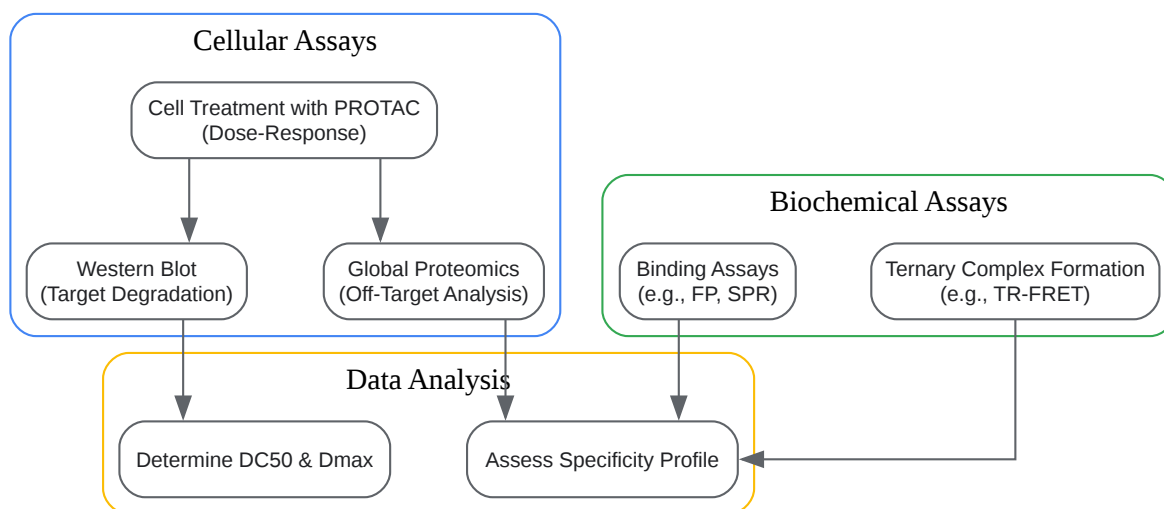 Cellular Assays
Cell Treatment with PROTAC
(Dose-Response)
Western Blot
(Target Degradation)
Global Proteomics
(Off-Target Analysis)
Biochemical Assays
Binding Assays
(e.g., FP, SPR)
Ternary Complex Formation
(e.g., TR-FRET)
Data Analysis
Determine DC50 & Dmax
Assess Specificity Profile